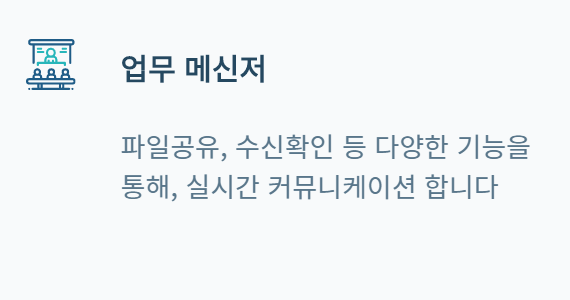 업무 메신저
파일공유, 수신확인 등 다양한 기능을
통해, 실시간 커뮤니케이션 합니다